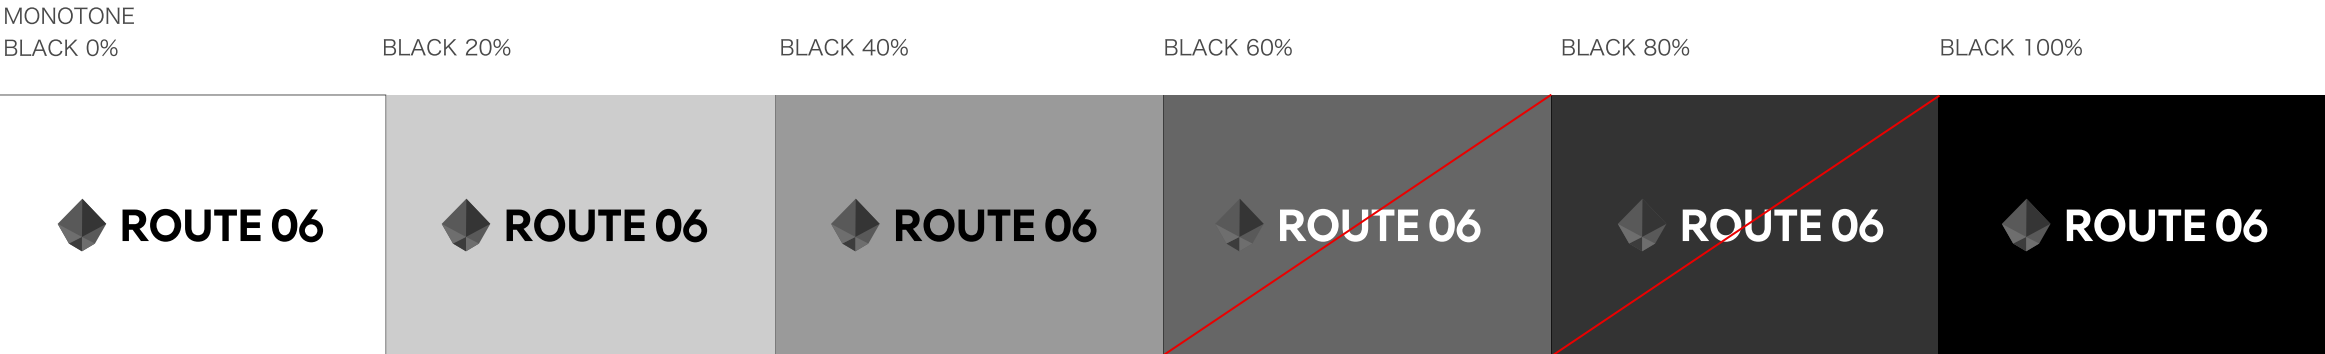 MONOTONE
BLACK 0%
BLACK 20%
BLACK 40%
BLACK 60%
BLACK 80%
BLACK 100%
ROUTE 06
ROUTE 06
ROUTE 06
ROUTE 06
ROUTE 06
ROUTE 06